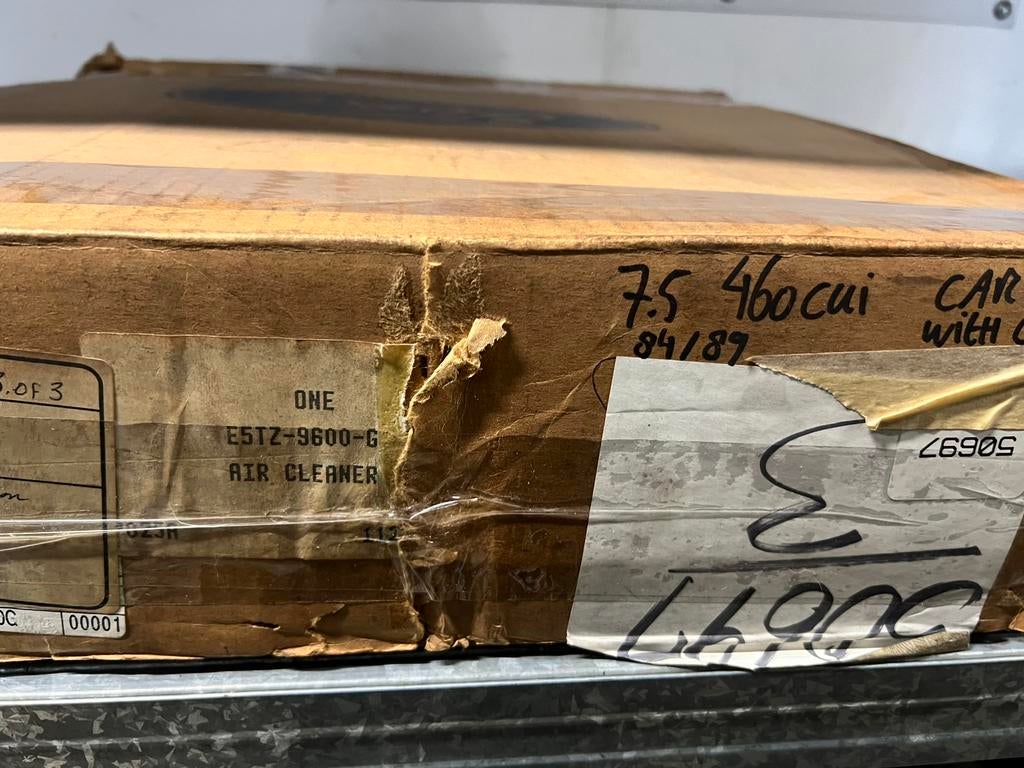 7.5 460cui CAR
84/89 with C
3.OF 3
ONE
E5TZ-9600-G
AIR CLEANER
00001
50697
3